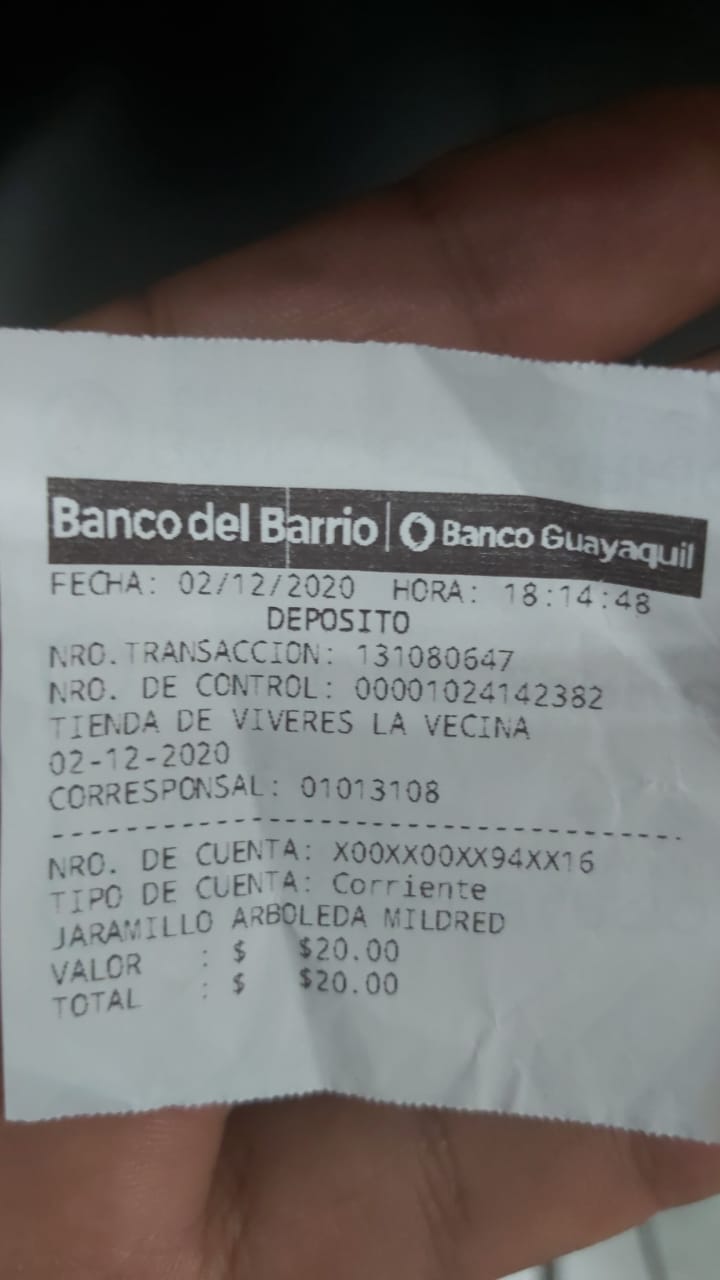 Banco del Barrio | Banco Guayaquil
FECHA: 02/12/2020 HORA: 18:14:48
DEPOSITO
NRO.TRANSACCION: 131080647
NRO. DE CONTROL: 00001024142382
TIENDA DE VIVERES LA VECINA
02-12-2020
CORRESPONSAL: 01013108
NRO. DE CUENTA: X00XX00XX94XX16
TIPO DE CUENTA: Corriente
JARAMILLO ARBOLEDA MILDRED
VALOR : $ $20.00
TOTAL : $ $20.00